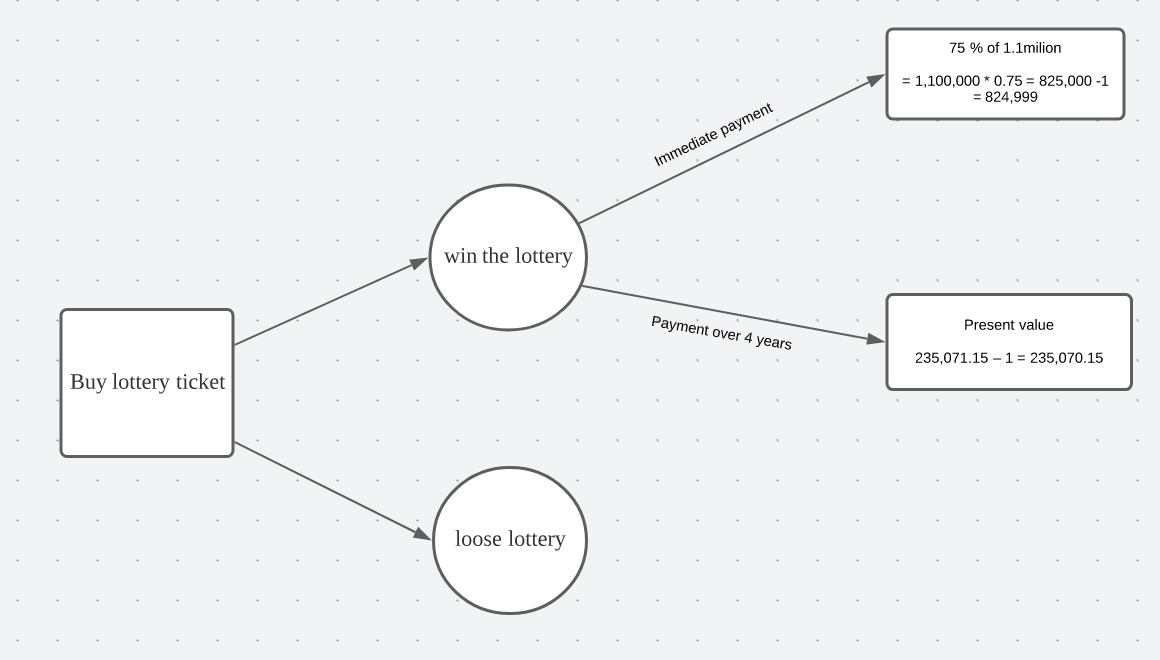 75 % of 1.1milion
= 1,100,000 * 0.75 = 825,000 -1
= 824,999
Immediate payment
win the lottery
Payment over 4 years
Present value
235,071.15 – 1 = 235,070.15
Buy lottery ticket
loose lottery